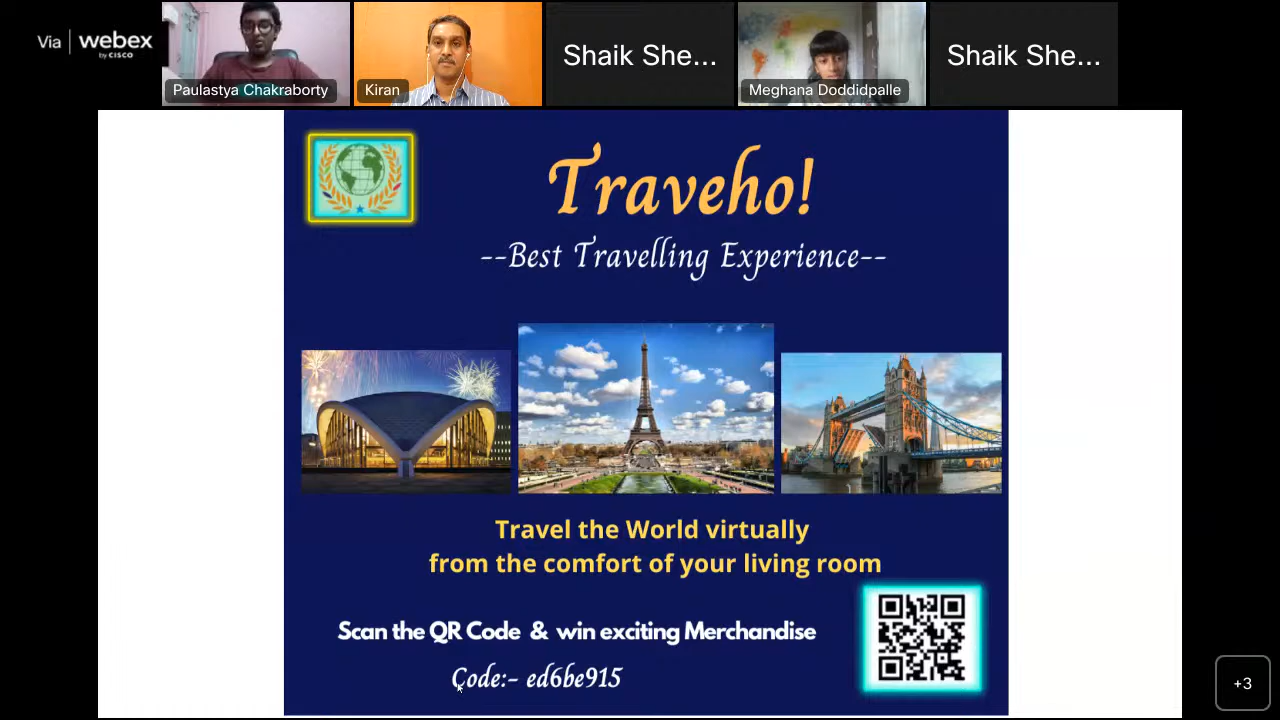 Via | webex
by CISCO
Paulastya Chakraborty
Kiran
Shaik She...
Meghana Doddidpalle
Shaik She...
Traveho!
--Best Travelling Experience--
Travel the World virtually
from the comfort of your living room
Scan the QR Code & win exciting Merchandise
Code:- ed6be915
+3